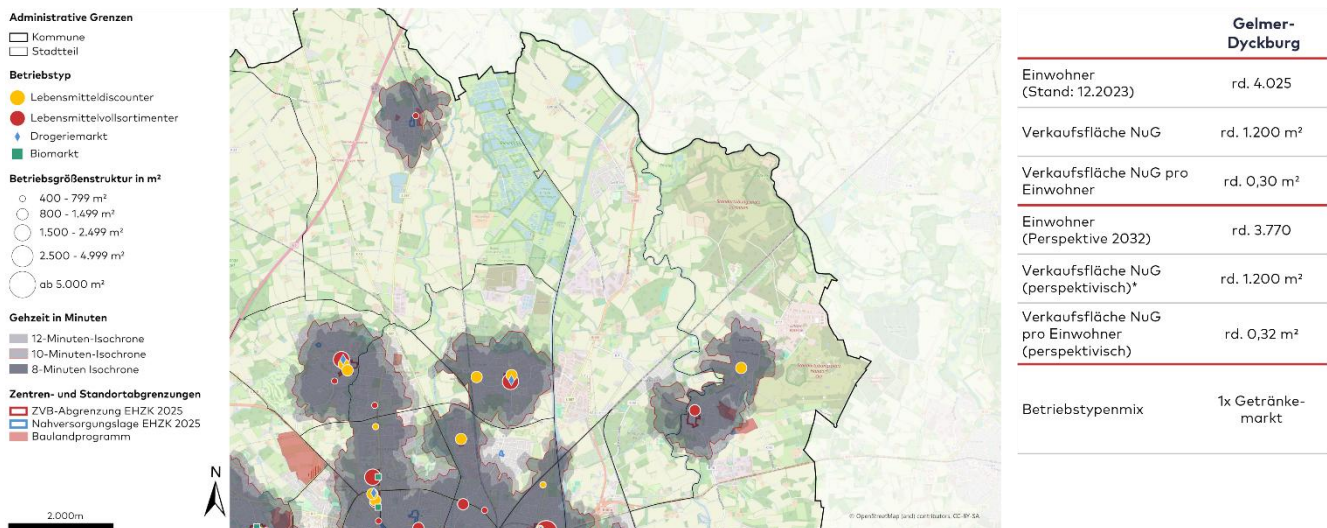 Administrative Grenzen
Kommune
Stadtteil
Betriebstyp
Lebensmitteldiscounter
Lebensmittelvollsortimenter
Drogeriemarkt
Biomarkt
Betriebsgrößenstruktur in m²
400 - 799 m²
800 - 1.499 m²
1.500 - 2.499 m²
2.500 - 4.999 m²
ab 5.000 m²
Gehzeit in Minuten
12-Minuten-Isochrone
10-Minuten-Isochrone
8-Minuten Isochrone
Zentren- und Standortabgrenzungen
ZVB-Abgrenzung EHZK 2025
Nahversorgungslage EHZK 2025
Baulandprogramm
2.000m
N
© OpenStreetMap (and) contributors, CC-BY-SA
Gelmer-
Dyckburg
Einwohner
(Stand: 12.2023)
rd. 4.025
Verkaufsfläche NuG
rd. 1.200 m²
Verkaufsfläche NuG pro
Einwohner
rd. 0,30 m²
Einwohner
(Perspektive 2032)
rd. 3.770
Verkaufsfläche NuG
(perspektivisch)*
rd. 1.200 m²
Verkaufsfläche NuG
pro Einwohner
(perspektivisch)
rd. 0,32 m²
Betriebstypenmix
1x Getränke-
markt